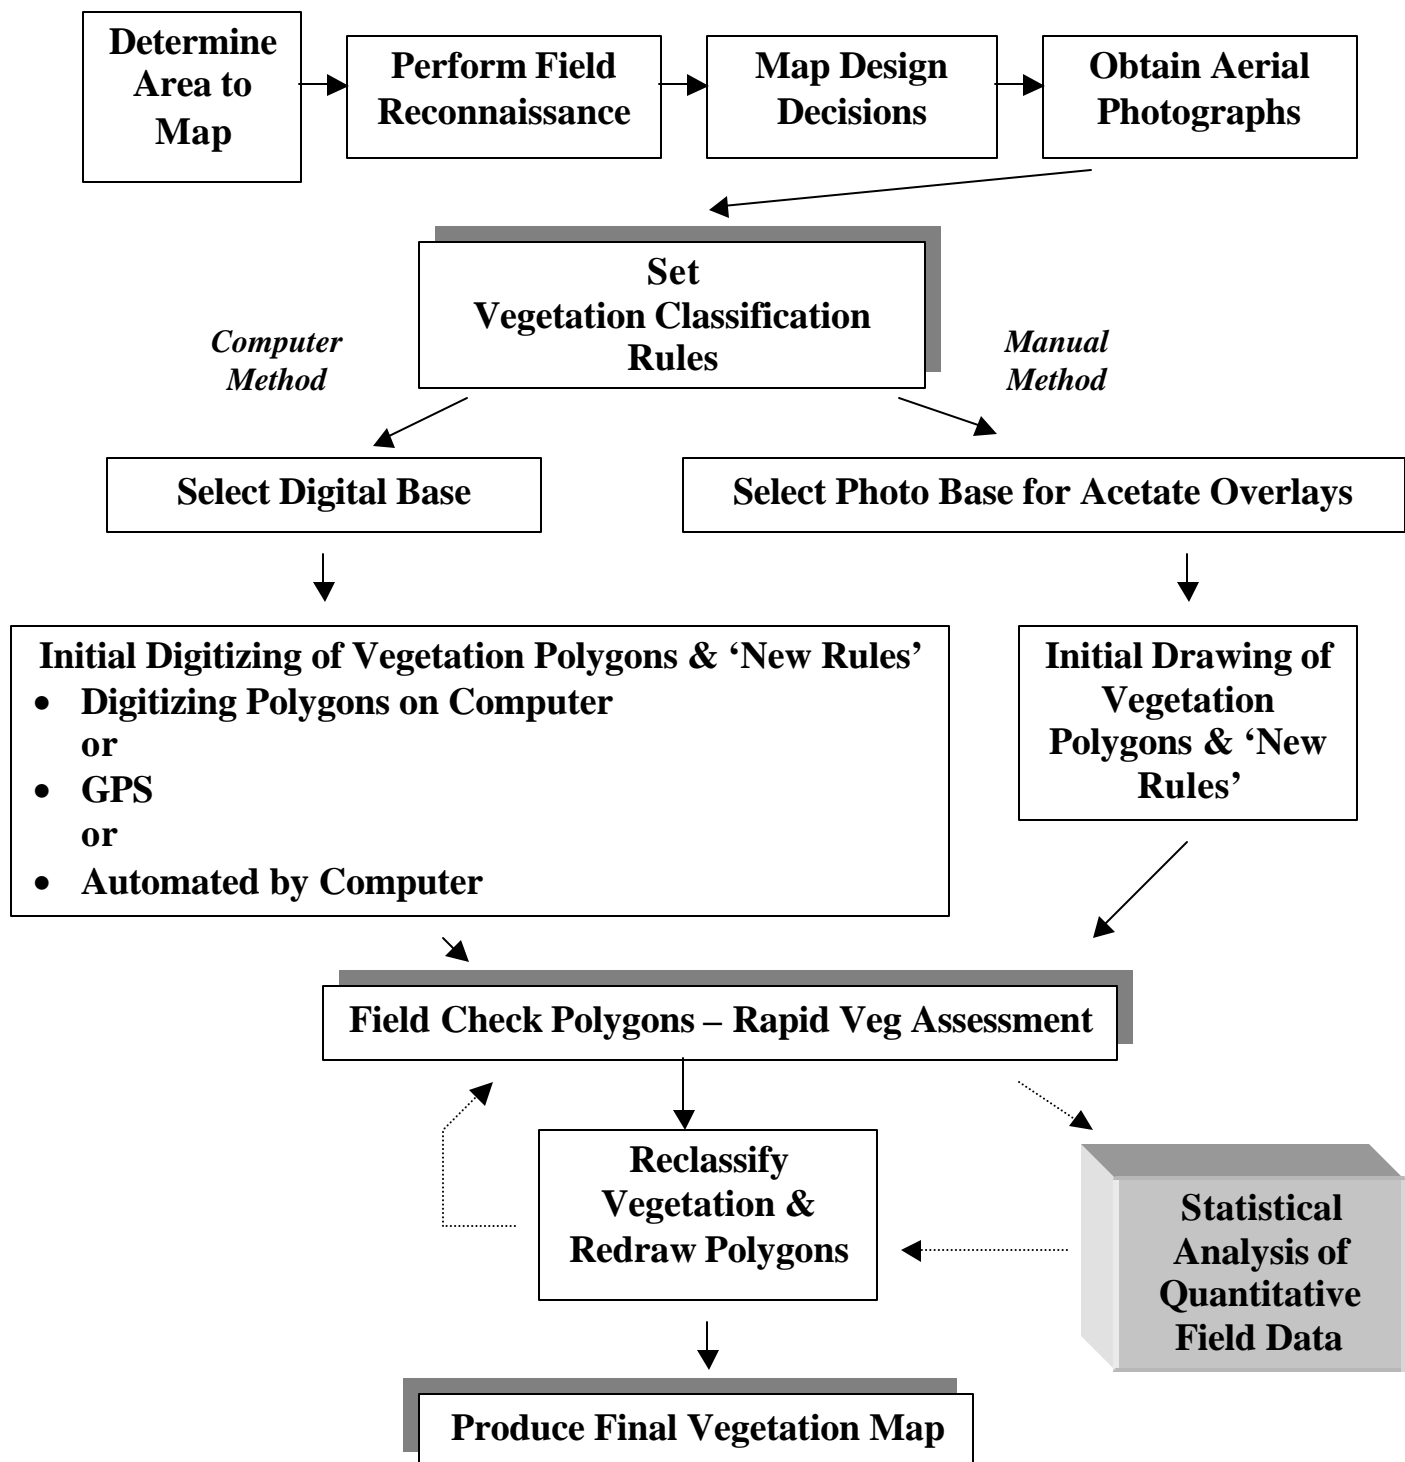 Determine
Area to
Map
Perform Field
Reconnaissance
Map Design
Decisions
Obtain Aerial
Photographs
Set
Vegetation Classification
Rules
Computer
Method
Manual
Method
Select Digital Base
Select Photo Base for Acetate Overlays
Initial Digitizing of Vegetation Polygons & ‘New Rules’
• Digitizing Polygons on Computer
or
• GPS
or
• Automated by Computer
Initial Drawing of
Vegetation
Polygons & ‘New
Rules’
Field Check Polygons – Rapid Veg Assessment
Reclassify
Vegetation &
Redraw Polygons
Statistical
Analysis of
Quantitative
Field Data
Produce Final Vegetation Map